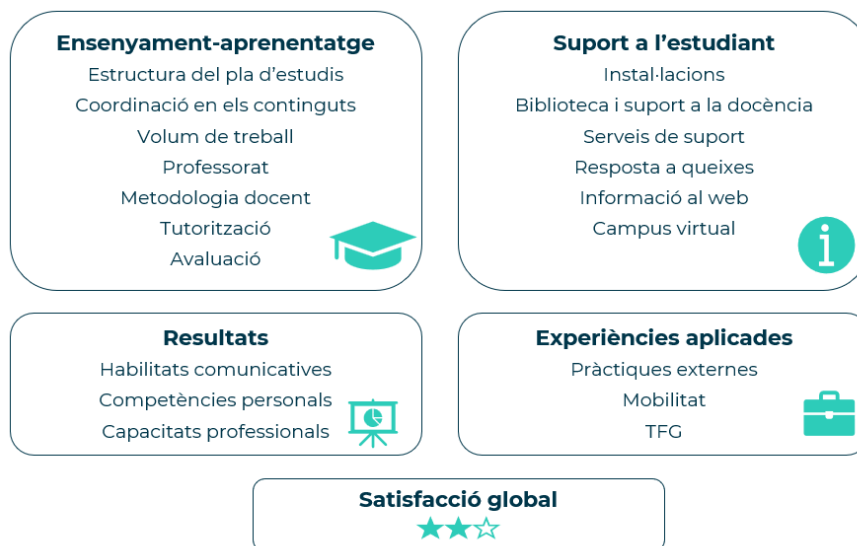 Ensenyament-aprenentatge
Estructura del pla d'estudis
Coordinació en els continguts
Volum de treball
Professorat
Metodologia docent
Tutorització
Avaluació
Suport a l'estudiant
Instal·lacions
Biblioteca i suport a la docència
Serveis de suport
Resposta a queixes
Informació al web
Campus virtual
Resultats
Habilitats comunicatives
Competències personals
Capacitats professionals
Experiències aplicades
Pràctiques externes
Mobilitat
TFG
Satisfacció global